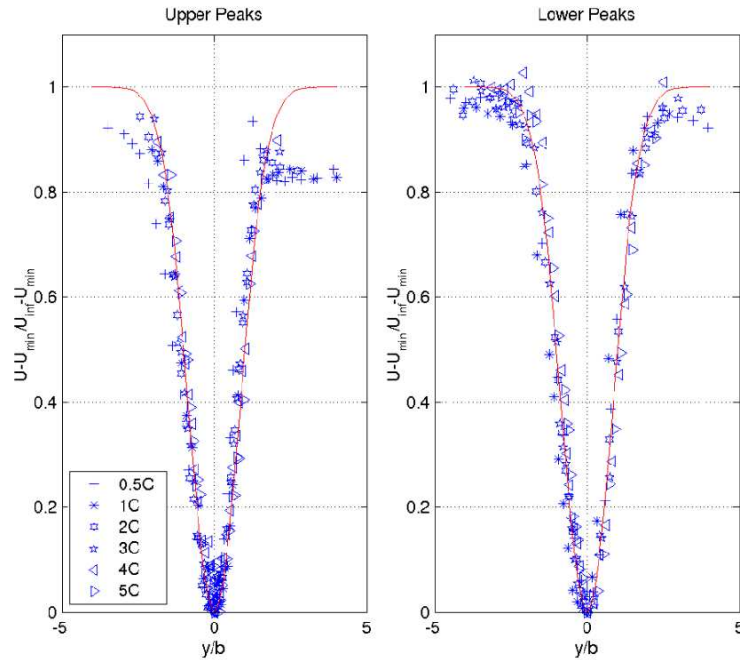 Upper Peaks
Lower Peaks
1
0.8
0.6
0.4
0.2
0
U-U_min/U_inf-U_min
-5
0
5
y/b
0.5C
1C
2C
3C
4C
5C
1
0.8
0.6
0.4
0.2
0
U-U_min/U_inf-U_min
-5
0
5
y/b